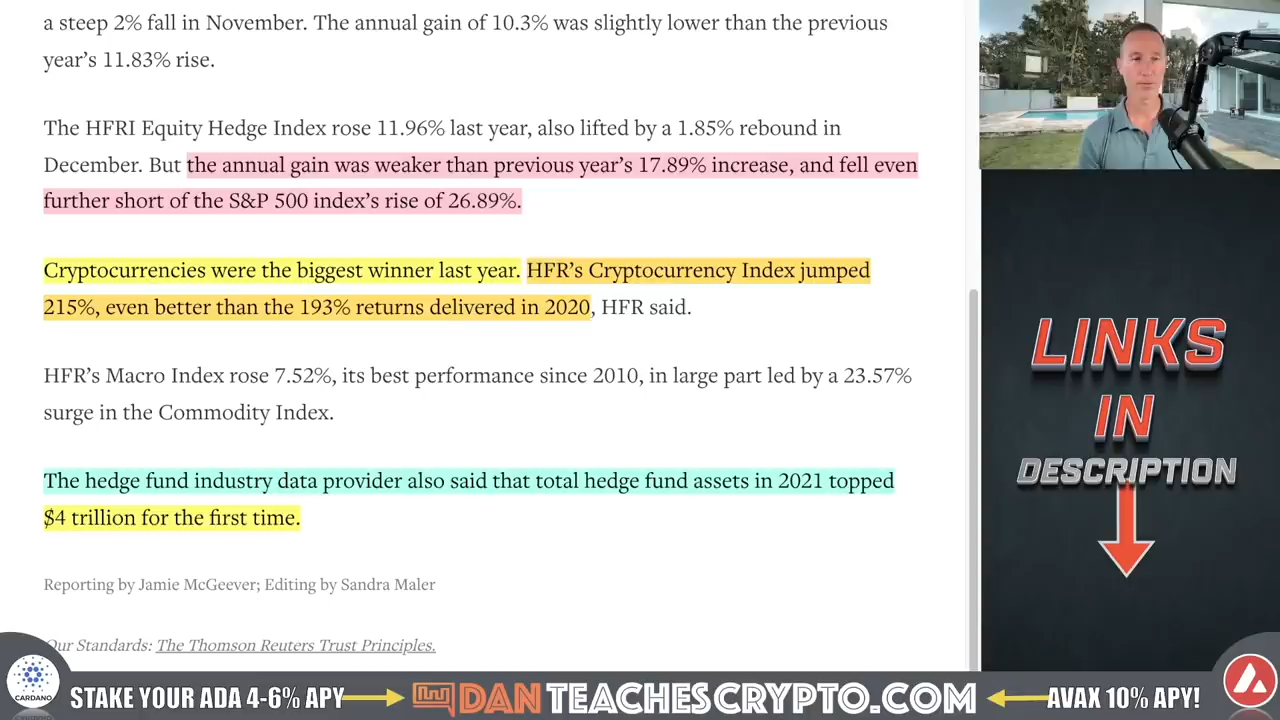 a steep 2% fall in November. The annual gain of 10.3% was slightly lower than the previous
year’s 11.83% rise.
The HFRI Equity Hedge Index rose 11.96% last year, also lifted by a 1.85% rebound in
December. But the annual gain was weaker than previous year’s 17.89% increase, and fell even
further short of the S&P 500 index’s rise of 26.89%.
Cryptocurrencies were the biggest winner last year. HFR’s Cryptocurrency Index jumped
215%, even better than the 193% returns delivered in 2020, HFR said.
HFR’s Macro Index rose 7.52%, its best performance since 2010, in large part led by a 23.57%
surge in the Commodity Index.
The hedge fund industry data provider also said that total hedge fund assets in 2021 topped
$4 trillion for the first time.
Reporting by Jamie McGeever; Editing by Sandra Maler
Our Standards: The Thomson Reuters Trust Principles.
LINKS
IN
DESCRIPTION
CARDANO
STAKE YOUR ADA 4-6% APY
DANTEACHESCRYPTO.COM
AVAX 10% APY!